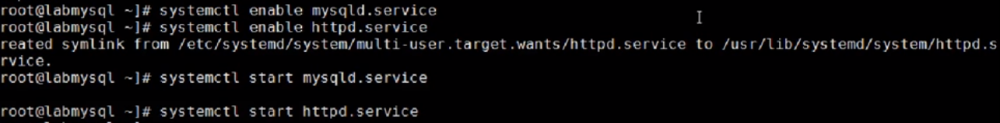 root@labmysql ~]# systemctl enable mysqld.service
root@labmysql ~]# systemctl enable httpd.service
reated symlink from /etc/systemd/system/multi-user.target.wants/httpd.service to /usr/lib/systemd/system/httpd.s
rvice.
root@labmysql ~]# systemctl start mysqld.service
root@labmysql ~]# systemctl start httpd.service